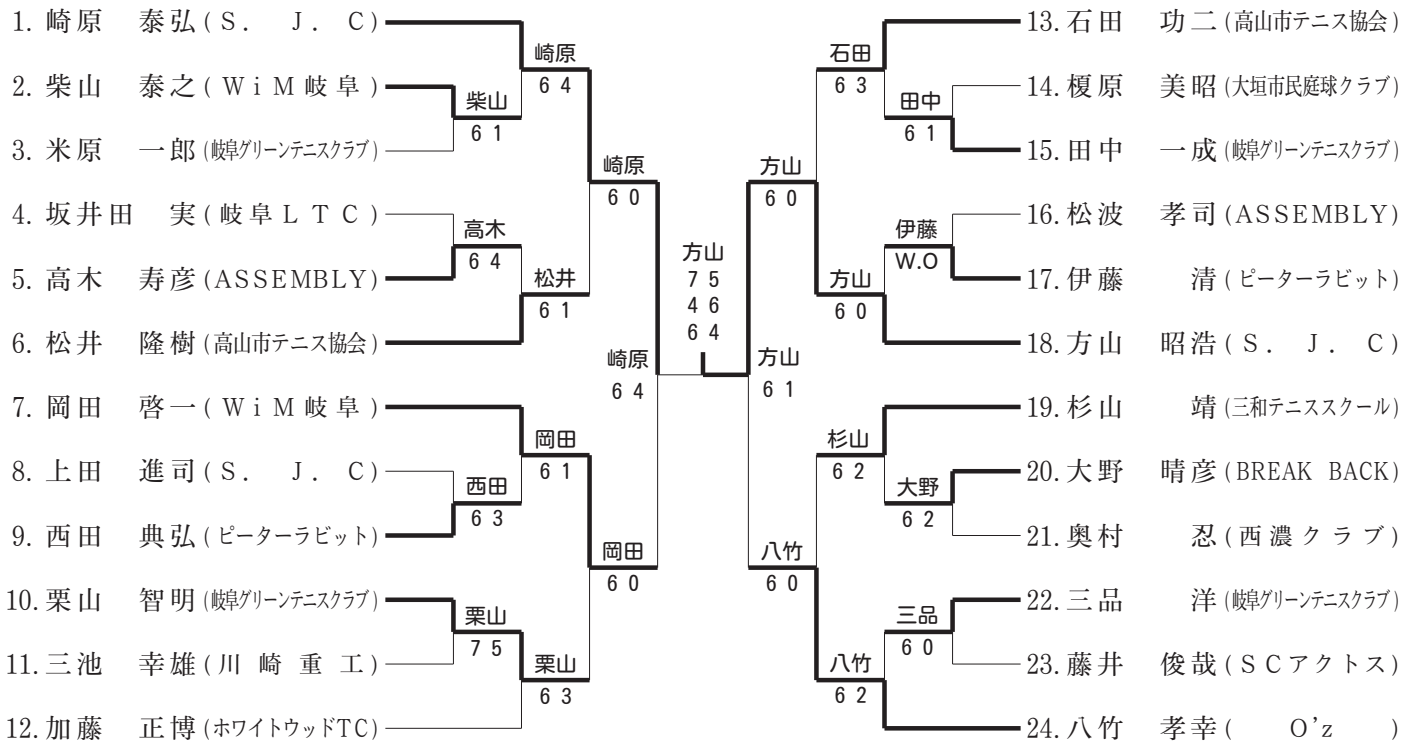 1. 崎原 泰弘 (S. J. C)
2. 柴山 泰之 (WiM岐阜)
3. 米原 一郎 (岐阜グリーンテニスクラブ)
4. 坂井田 実 (岐阜LTC)
5. 高木 寿彦 (ASSEMBLY)
6. 松井 隆樹 (高山市テニス協会)
7. 岡田 啓一 (WiM岐阜)
8. 上田 進司 (S. J. C)
9. 西田 典弘 (ピーターラビット)
10. 栗山 智明 (岐阜グリーンテニスクラブ)
11. 三池 幸雄 (川崎重工)
12. 加藤 正博 (ホワイトウッドTC)
柴山
6 1
高木
6 4
西田
6 3
栗山
7 5
崎原
6 4
松井
6 1
岡田
6 1
栗山
6 3
崎原
6 0
岡田
6 0
崎原
6 4
方山
7 5
4 6
6 4
方山
6 1
方山
6 0
八竹
6 0
石田
6 3
方山
6 0
杉山
6 2
八竹
6 2
田中
6 1
伊藤
W.O
大野
6 2
三品
6 0
13. 石田 功二 (高山市テニス協会)
14. 榎原 美昭 (大垣市民庭球クラブ)
15. 田中 一成 (岐阜グリーンテニスクラブ)
16. 松波 孝司 (ASSEMBLY)
17. 伊藤 清 (ピーターラビット)
18. 方山 昭浩 (S. J. C)
19. 杉山 靖 (三和テニススクール)
20. 大野 晴彦 (BREAK BACK)
21. 奥村 忍 (西濃クラブ)
22. 三品 洋 (岐阜グリーンテニスクラブ)
23. 藤井 俊哉 (SCアクトス)
24. 八竹 孝幸 (O'z)